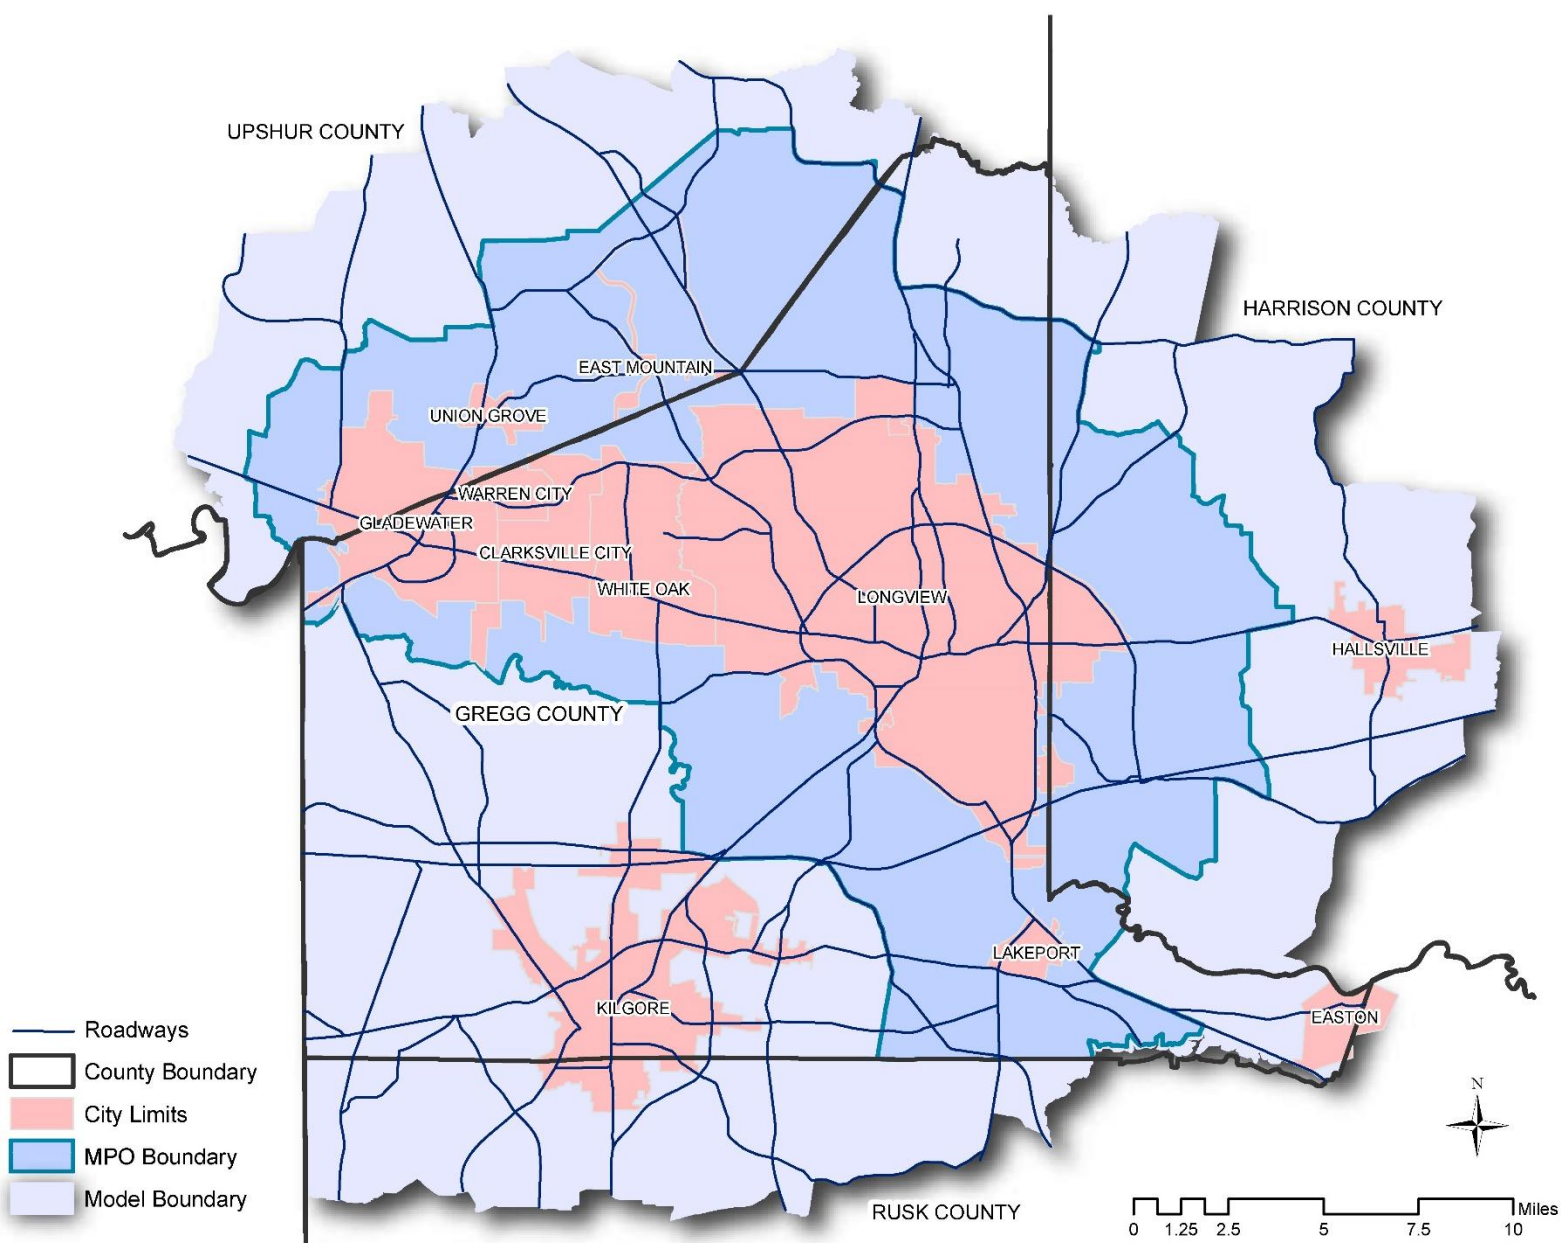 UPSHUR COUNTY
HARRISON COUNTY
EAST MOUNTAIN
UNION GROVE
WARREN CITY
GLADEWATER
CLARKSVILLE CITY
WHITE OAK
LONGVIEW
HALLSVILLE
GREGG COUNTY
LAKEPORT
KILGORE
EASTON
Roadways
County Boundary
City Limits
MPO Boundary
Model Boundary
N
RUSK COUNTY
Miles
0 1.25 2.5 5 7.5 10